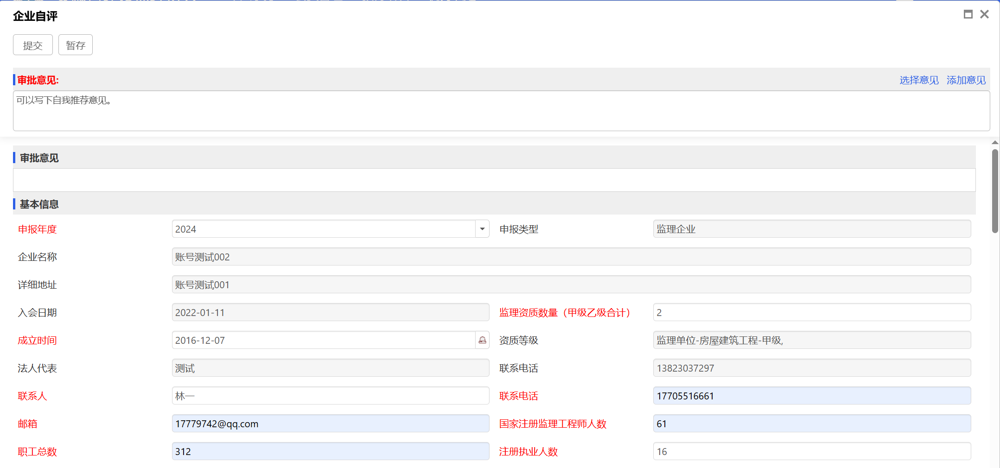 企业自评
提交 暂存
审批意见: 选择意见 添加意见
可以写下自我推荐意见。
审批意见
基本信息
申报年度 2024 申报类型 监理企业
企业名称 账号测试002
详细地址 账号测试001
入会日期 2022-01-11 监理资质数量（甲级乙级合计） 2
成立时间 2016-12-07 资质等级 监理单位-房屋建筑工程-甲级,
法人代表 测试 联系电话 13823037297
联系人 林一 联系电话 17705516661
邮箱 17779742@qq.com 国家注册监理工程师人数 61
职工总数 312 注册执业人数 16